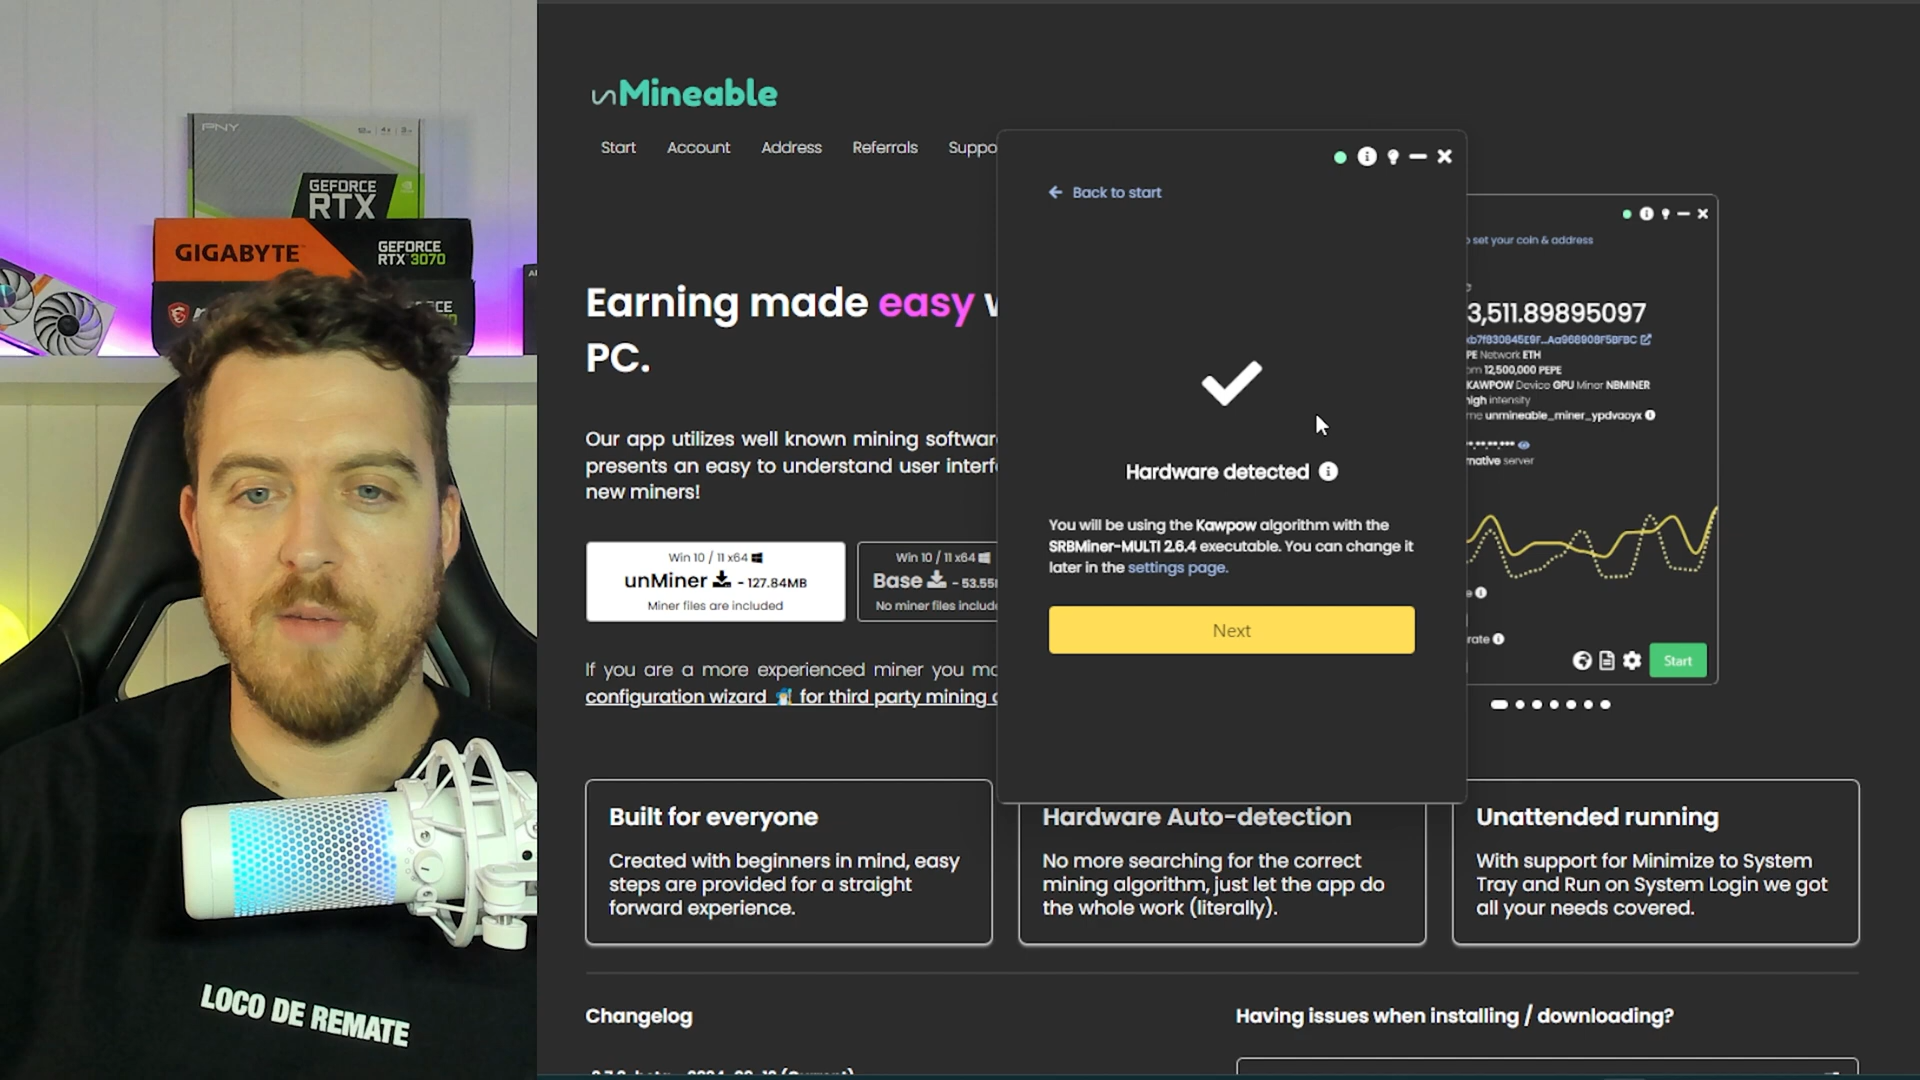 PNY
GEFORCE
RTX
GIGABYTE
GEFORCE
RTX 3070
LOCO DE REMATE
unMineable
Start Account Address Referrals Suppo
Earning made easy
PC.
Our app utilizes well known mining softwar
presents an easy to understand user interf
new miners!
Win 10 / 11 x64
unMiner - 127.84MB
Miner files are included
Win 10 / 11 x64
Base - 53.55
No miner files includ
If you are a more experienced miner you
configuration wizard for third party mining
Back to start
Hardware detected
You will be using the Kawpow algorithm with the
SRBMiner-MULTI 2.6.4 executable. You can change it
later in the settings page.
Next
set your coin & address
3,511.89895097
PE Network ETH
12,500,000 PEPE
KAWPOW Device GPU Miner NBMINER
high intensity
unmineable_miner_ypdvaoyx
native server
rate
Start
Built for everyone
Created with beginners in mind, easy
steps are provided for a straight
forward experience.
Hardware Auto-detection
No more searching for the correct
mining algorithm, just let the app do
the whole work (literally).
Unattended running
With support for Minimize to System
Tray and Run on System Login we got
all your needs covered.
Changelog
Having issues when installing / downloading?